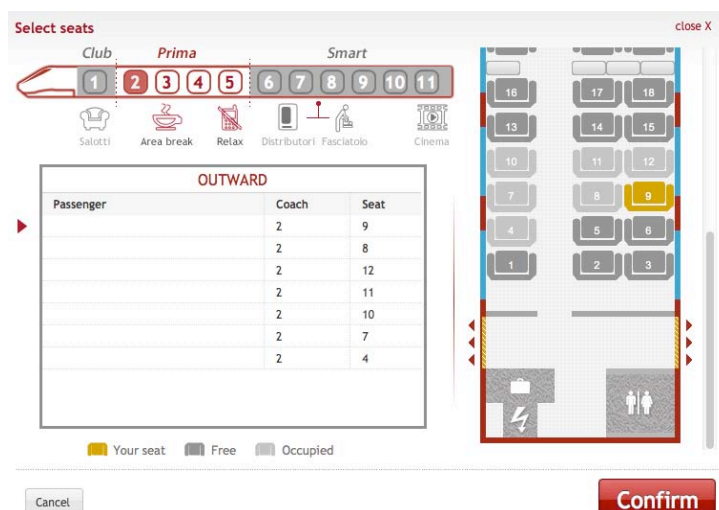 Select seats
close X
Club Prima Smart
1 2 3 4 5 6 7 8 9 10 11
Salotti Area break Relax Distributori Fasciatoio Cinema
OUTWARD
Passenger Coach Seat
2 9
2 8
2 12
2 11
2 10
2 7
2 4
Your seat Free Occupied
16 17 18
13 14 15
10 11 12
7 8 9
4 5 6
1 2 3
Cancel
Confirm